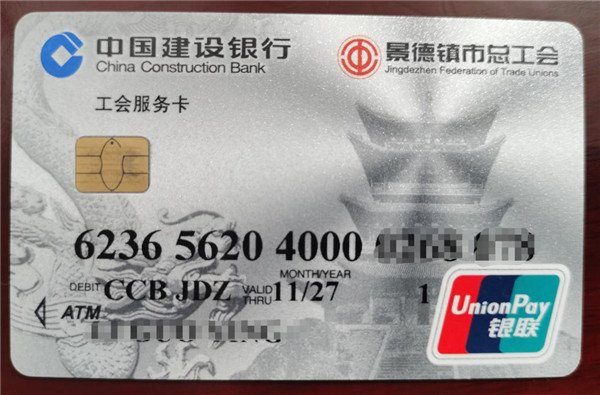 中国建设银行
China Construction Bank
景德镇市总工会
Jingdezhen Federation of Trade Unions
工会服务卡
6236 5620 4000
MONTH/YEAR
DEBIT CCB JDZ VALID THRU 11/27 1
ATM
UnionPay
银联